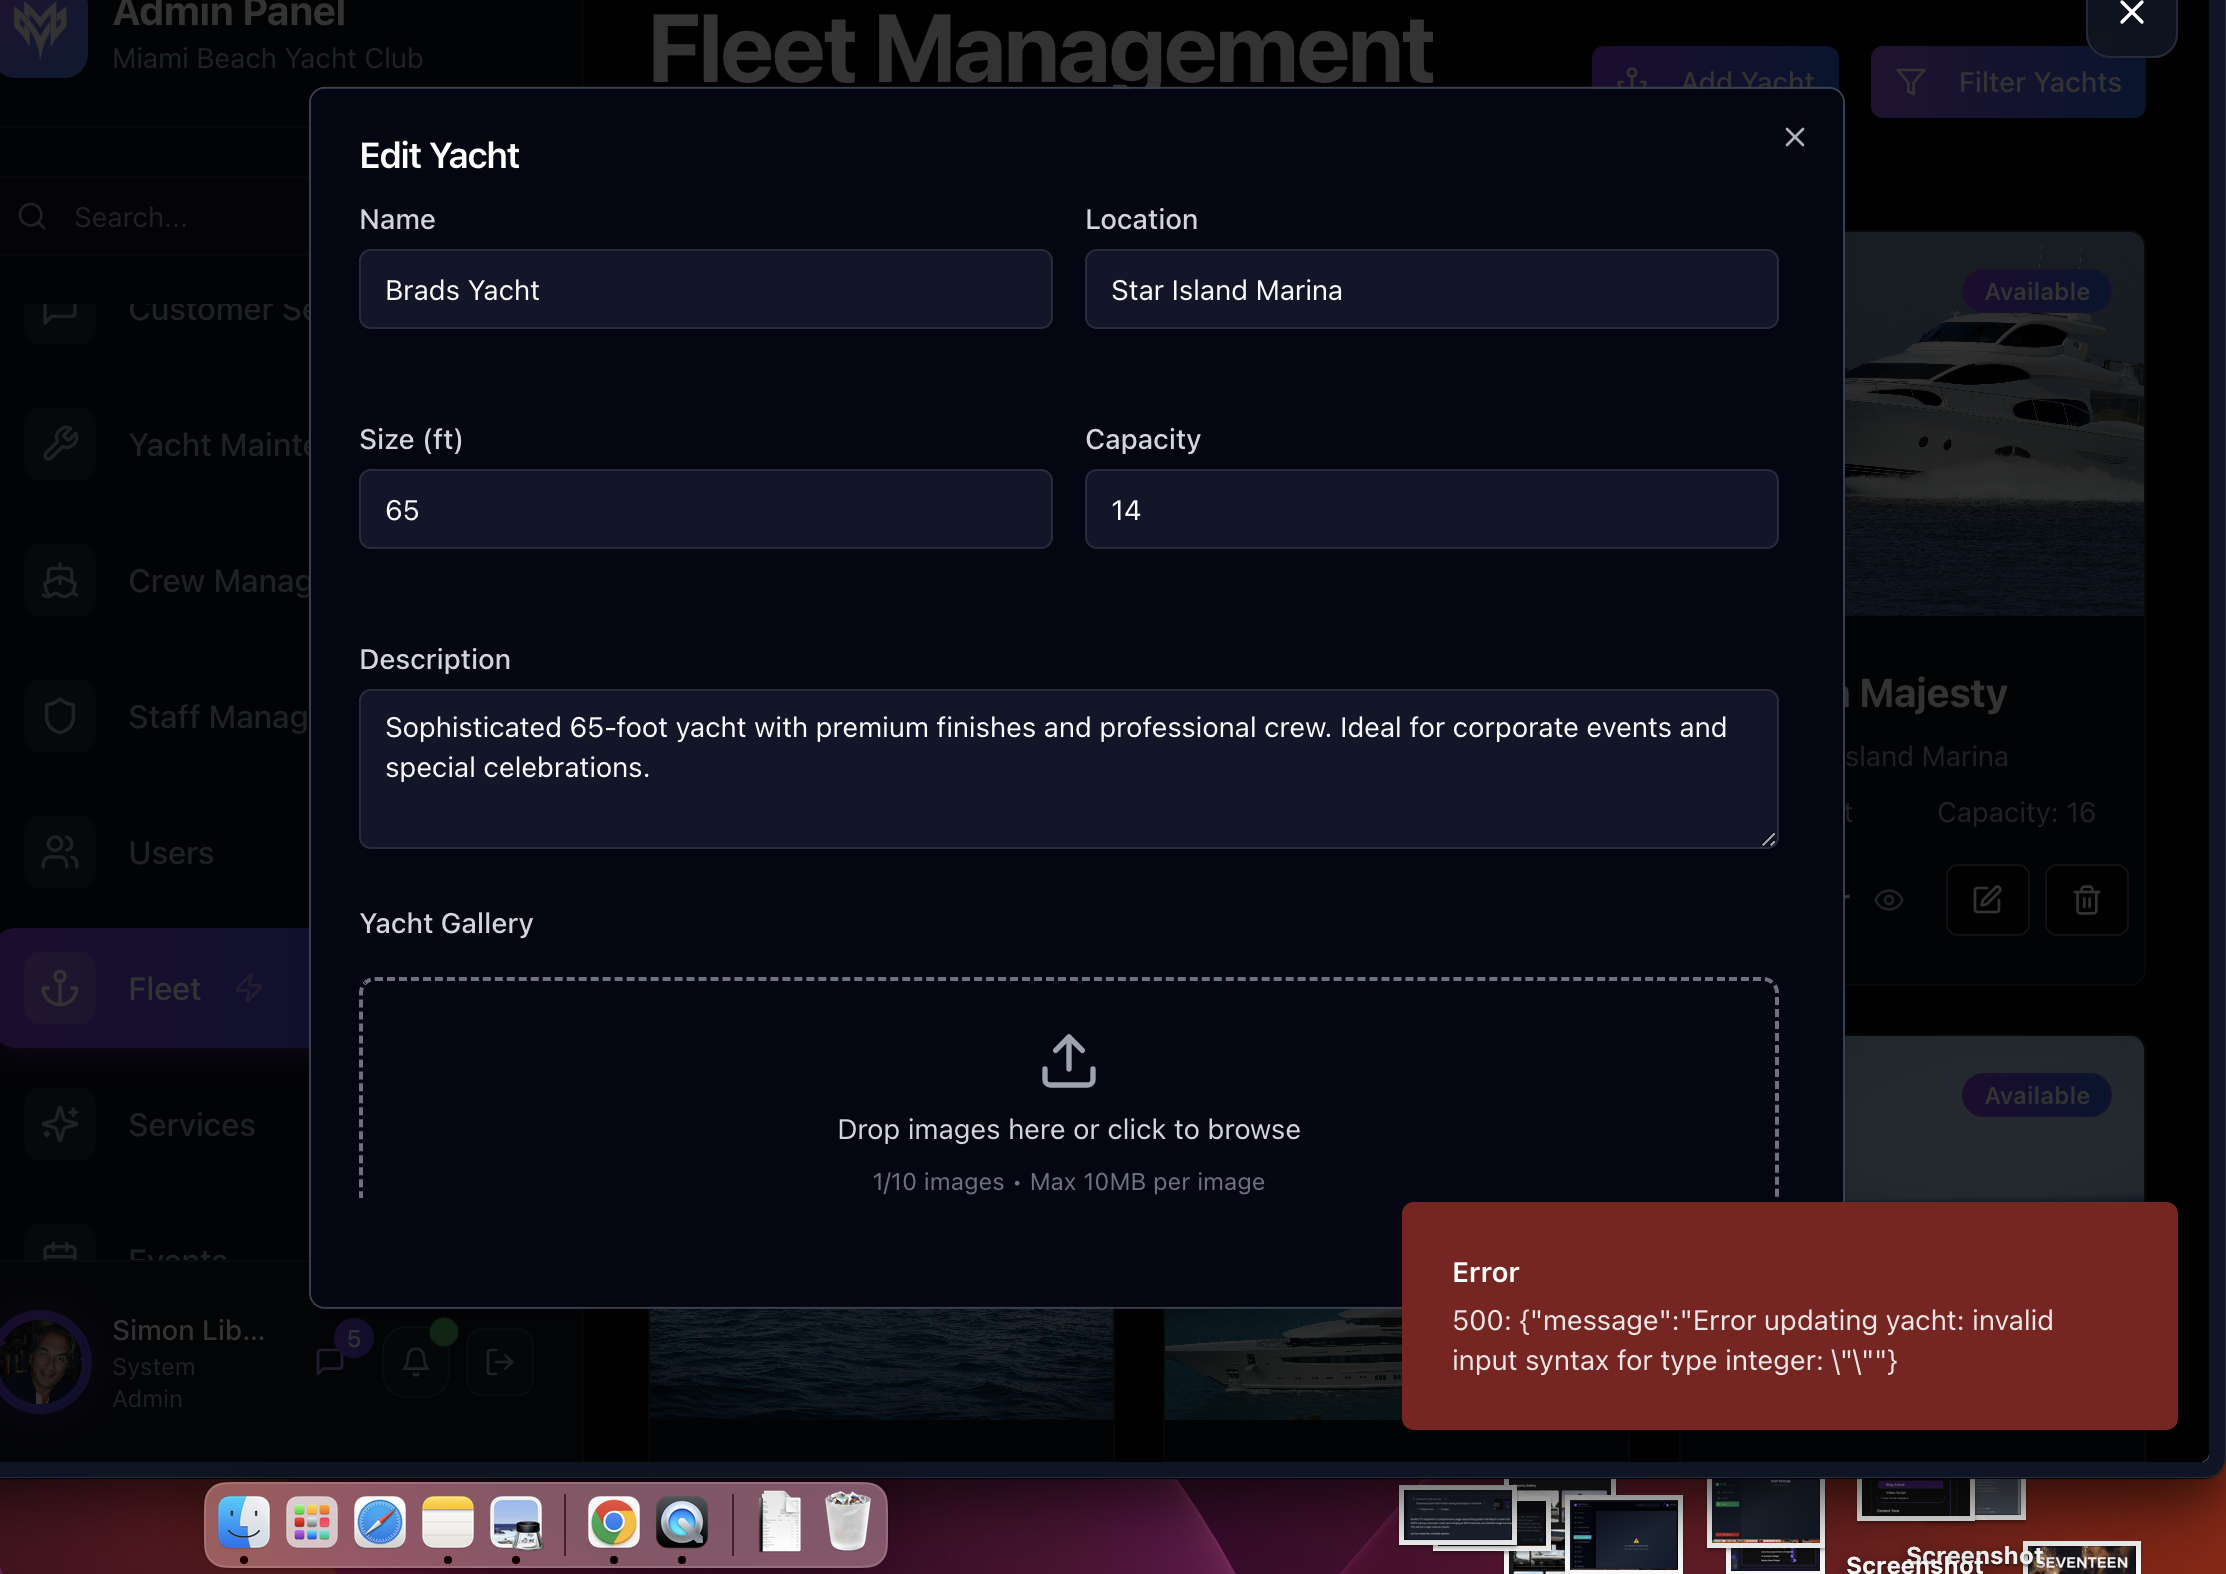 Admin Panel
Miami Beach Yacht Club
Fleet Management
Add Yacht
Filter Yachts
Search...
Customer Se
Yacht Mainte
Crew Manag
Staff Manag
Users
Fleet
Services
Events
Simon Lib...
System
Admin
5
Edit Yacht
Name
Brads Yacht
Location
Star Island Marina
Size (ft)
65
Capacity
14
Description
Sophisticated 65-foot yacht with premium finishes and professional crew. Ideal for corporate events and
special celebrations.
Yacht Gallery
Drop images here or click to browse
1/10 images • Max 10MB per image
Available
Majesty
sland Marina
Capacity: 16
Available
Error
500: {"message":"Error updating yacht: invalid
input syntax for type integer: \"\""}
Screenshot
Screenshot
SEVENTEEN